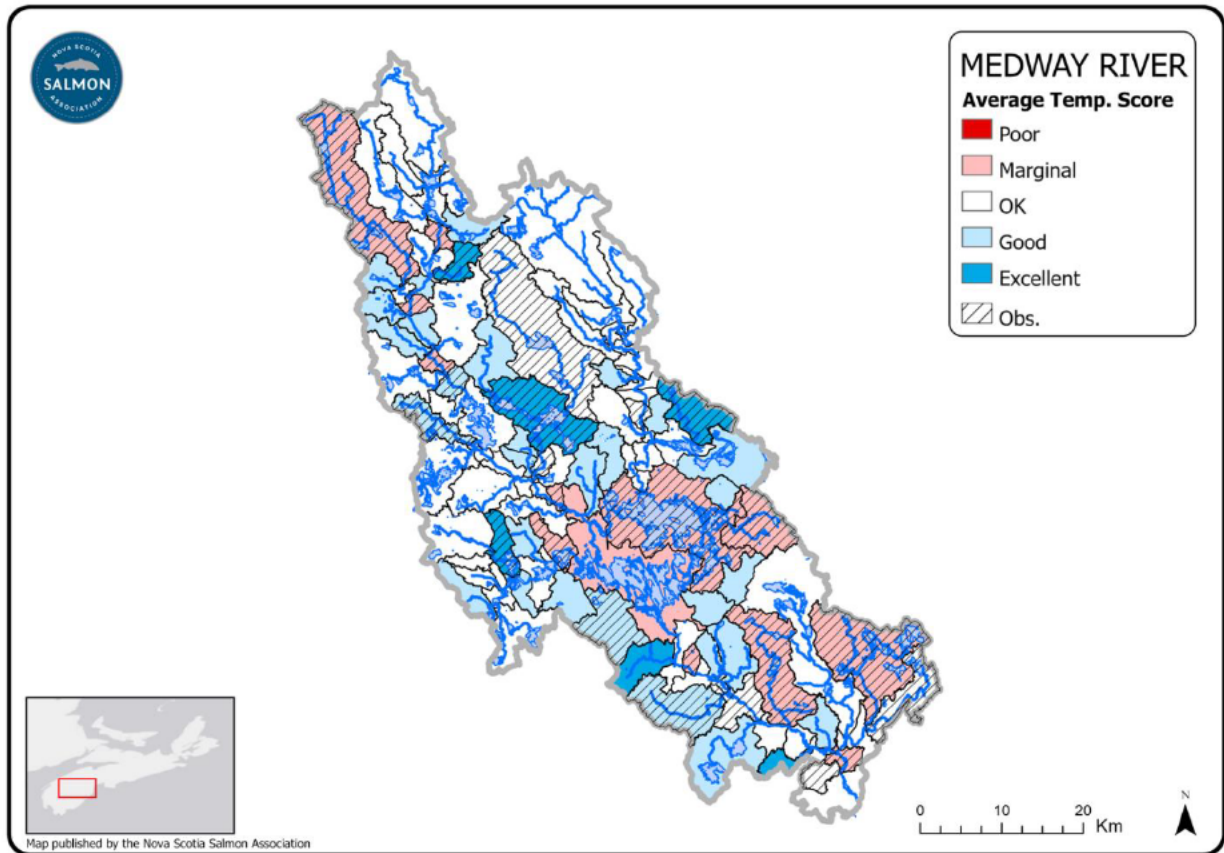 NOVA SCOTIA
SALMON
ASSOCIATION
MEDWAY RIVER
Average Temp. Score
Poor
Marginal
OK
Good
Excellent
Obs.
Map published by the Nova Scotia Salmon Association
0 10 20
Km
N